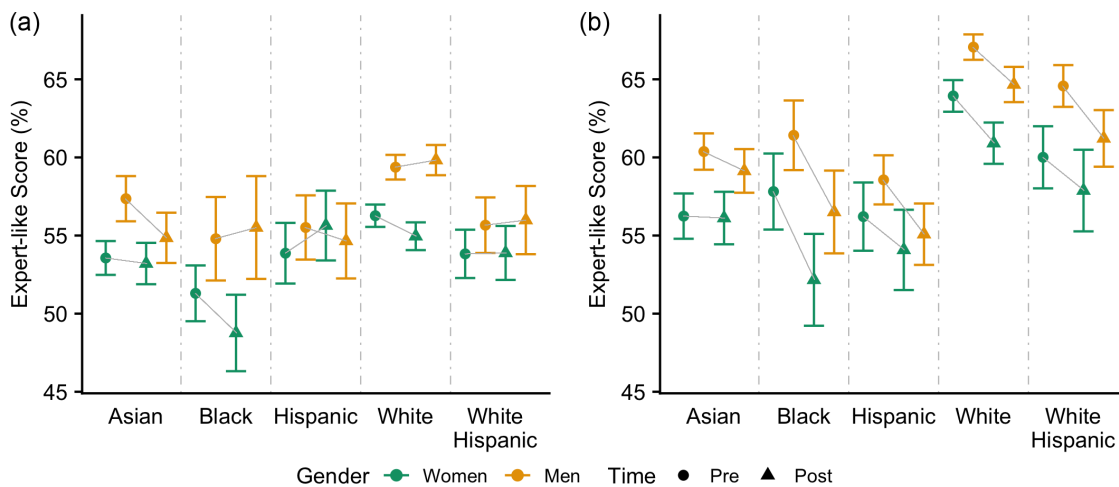 (a)
Expert-like Score (%)
65
60
55
50
45
Asian Black Hispanic White White
Hispanic
(b)
Expert-like Score (%)
65
60
55
50
45
Asian Black Hispanic White White
Hispanic
Gender Women Men Time Pre Post